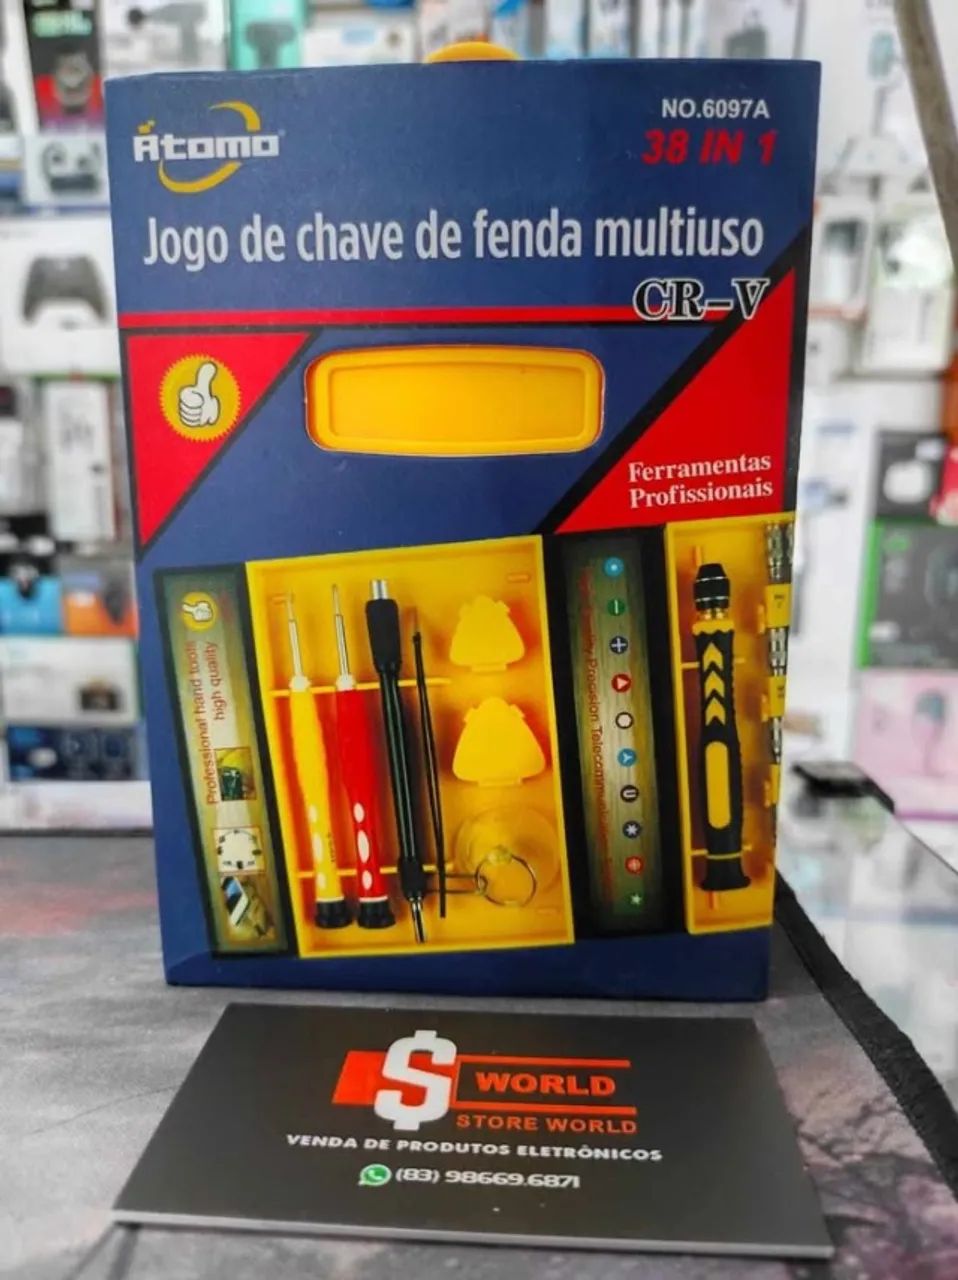 Átomo
NO.6097A
38 IN 1
Jogo de chave de fenda multiuso
CR-V
Ferramentas
Profissionais
Professional hand tools
high quality
$ WORLD
STORE WORLD
VENDA DE PRODUTOS ELETRÔNICOS
(83) 98669.6871